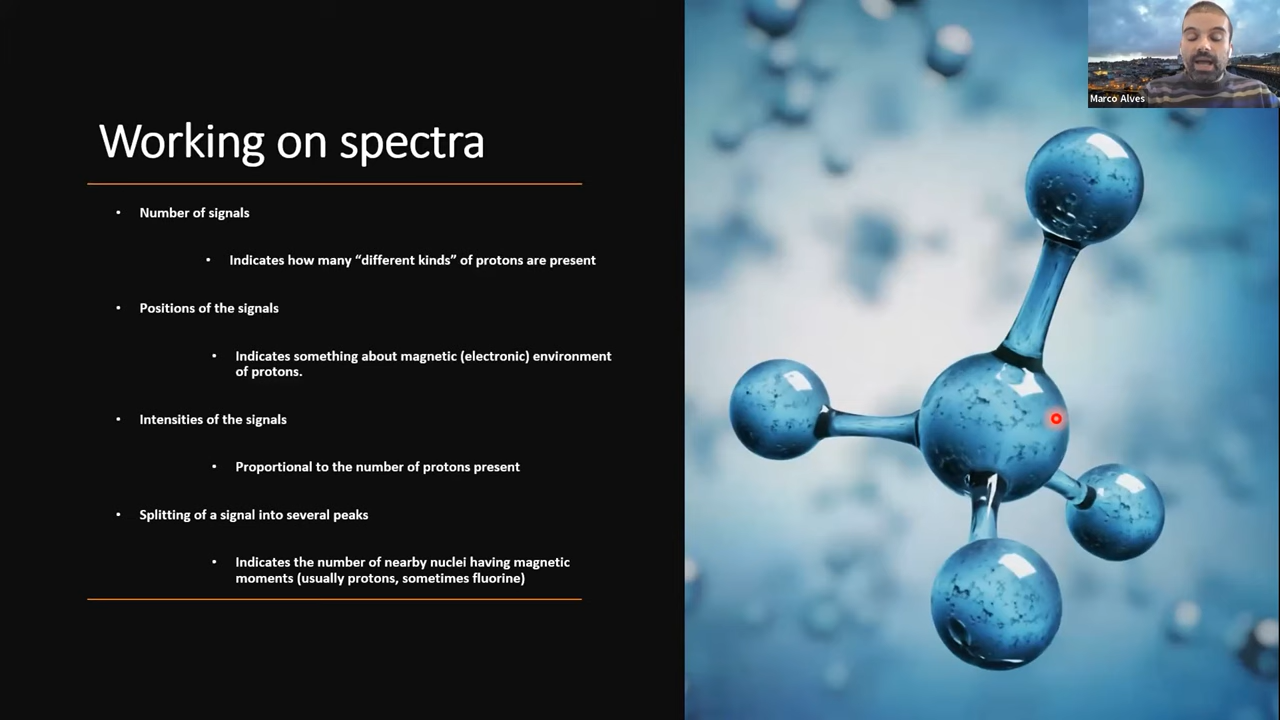 Marco Alves
Working on spectra
• Number of signals
• Indicates how many “different kinds” of protons are present
• Positions of the signals
• Indicates something about magnetic (electronic) environment
of protons.
• Intensities of the signals
• Proportional to the number of protons present
• Splitting of a signal into several peaks
• Indicates the number of nearby nuclei having magnetic
moments (usually protons, sometimes fluorine)